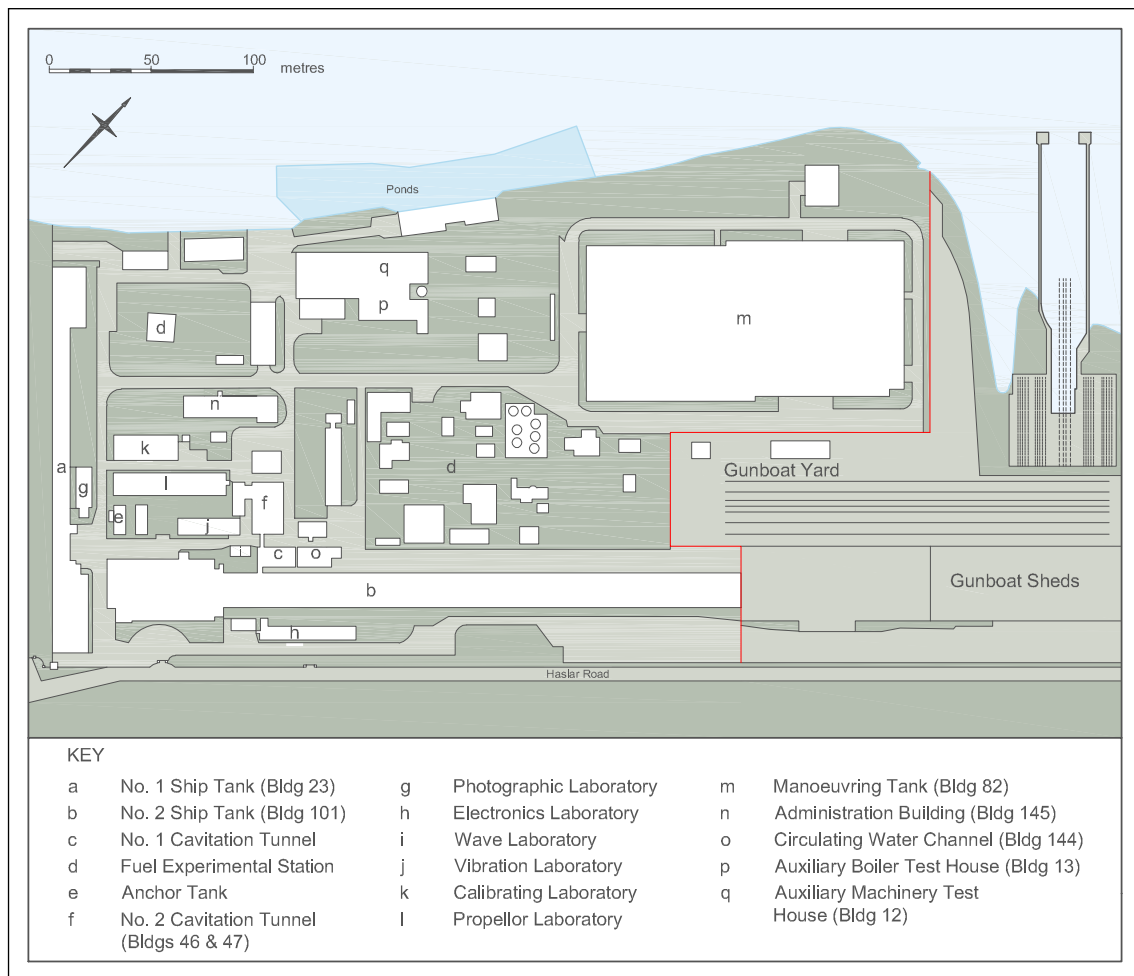 0 50 100
metres
Ponds
q
p
d
m
n
k
a
g
l
d
f
e
j
i
c
o
b
h
Gunboat Yard
Gunboat Sheds
Haslar Road
KEY
a No. 1 Ship Tank (Bldg 23)
b No. 2 Ship Tank (Bldg 101)
c No. 1 Cavitation Tunnel
d Fuel Experimental Station
e Anchor Tank
f No. 2 Cavitation Tunnel
(Bldgs 46 & 47)
g Photographic Laboratory
h Electronics Laboratory
i Wave Laboratory
j Vibration Laboratory
k Calibrating Laboratory
l Propellor Laboratory
m Manoeuvring Tank (Bldg 82)
n Administration Building (Bldg 145)
o Circulating Water Channel (Bldg 144)
p Auxiliary Boiler Test House (Bldg 13)
q Auxiliary Machinery Test
House (Bldg 12)